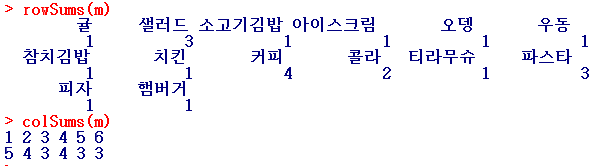 > rowSums(m)
귤 샐러드 소고기김밥 아이스크림 오뎅 우동
1 3 1 1 1 1
참치김밥 치킨 커피 콜라 티라무슈 파스타
1 1 4 2 1 3
피자 햄버거
1 1
> colSums(m)
1 2 3 4 5 6
5 4 3 4 3 3